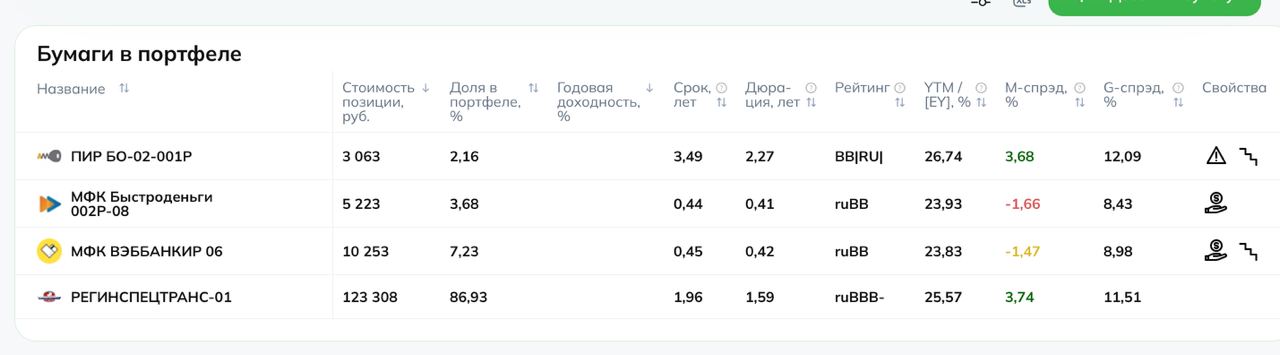 Бумаги в портфеле
Название
Стоимость позиции, руб.
Доля в портфеле, %
Годовая доходность, %
Срок, лет
Дюра-ция, лет
Рейтинг
YTM / [EY], %
М-спрэд, %
G-спрэд, %
Свойства
ПИР БО-02-001Р 3 063 2,16 3,49 2,27 BB|RU| 26,74 3,68 12,09
МФК Быстроденьги 002Р-08 5 223 3,68 0,44 0,41 ruBB 23,93 -1,66 8,43
МФК ВЭББАНКИР 06 10 253 7,23 0,45 0,42 ruBB 23,83 -1,47 8,98
РЕГИНСПЕЦТРАНС-01 123 308 86,93 1,96 1,59 ruBBB- 25,57 3,74 11,51